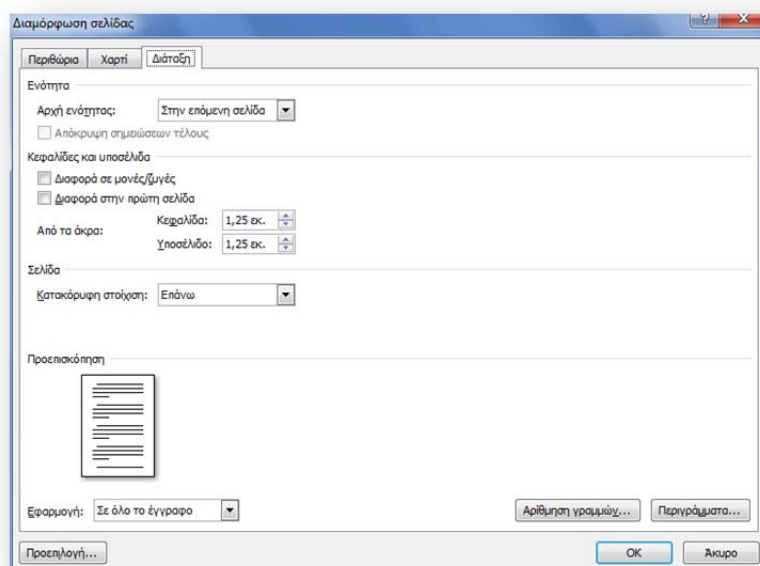 Διαμόρφωση σελίδας
Περιθώρια Χαρτί Διάταξη
Ενότητα
Αρχή ενότητας: Στην επόμενη σελίδα
Απόκρυψη σημειώσεων τέλους
Κεφαλίδες και υποσέλιδα
Διαφορά σε μονές/ζυγές
Διαφορά στην πρώτη σελίδα
Από τα άκρα:
Κεφαλίδα: 1,25 εκ.
Υποσέλιδο: 1,25 εκ.
Σελίδα
Κατακόρυφη στοίχιση: Επάνω
Προεπισκόπηση
Εφαρμογή: Σε όλο το έγγραφο Αρίθμηση γραμμών... Περιγράμματα...
Προεπιλογή... OK Άκυρο